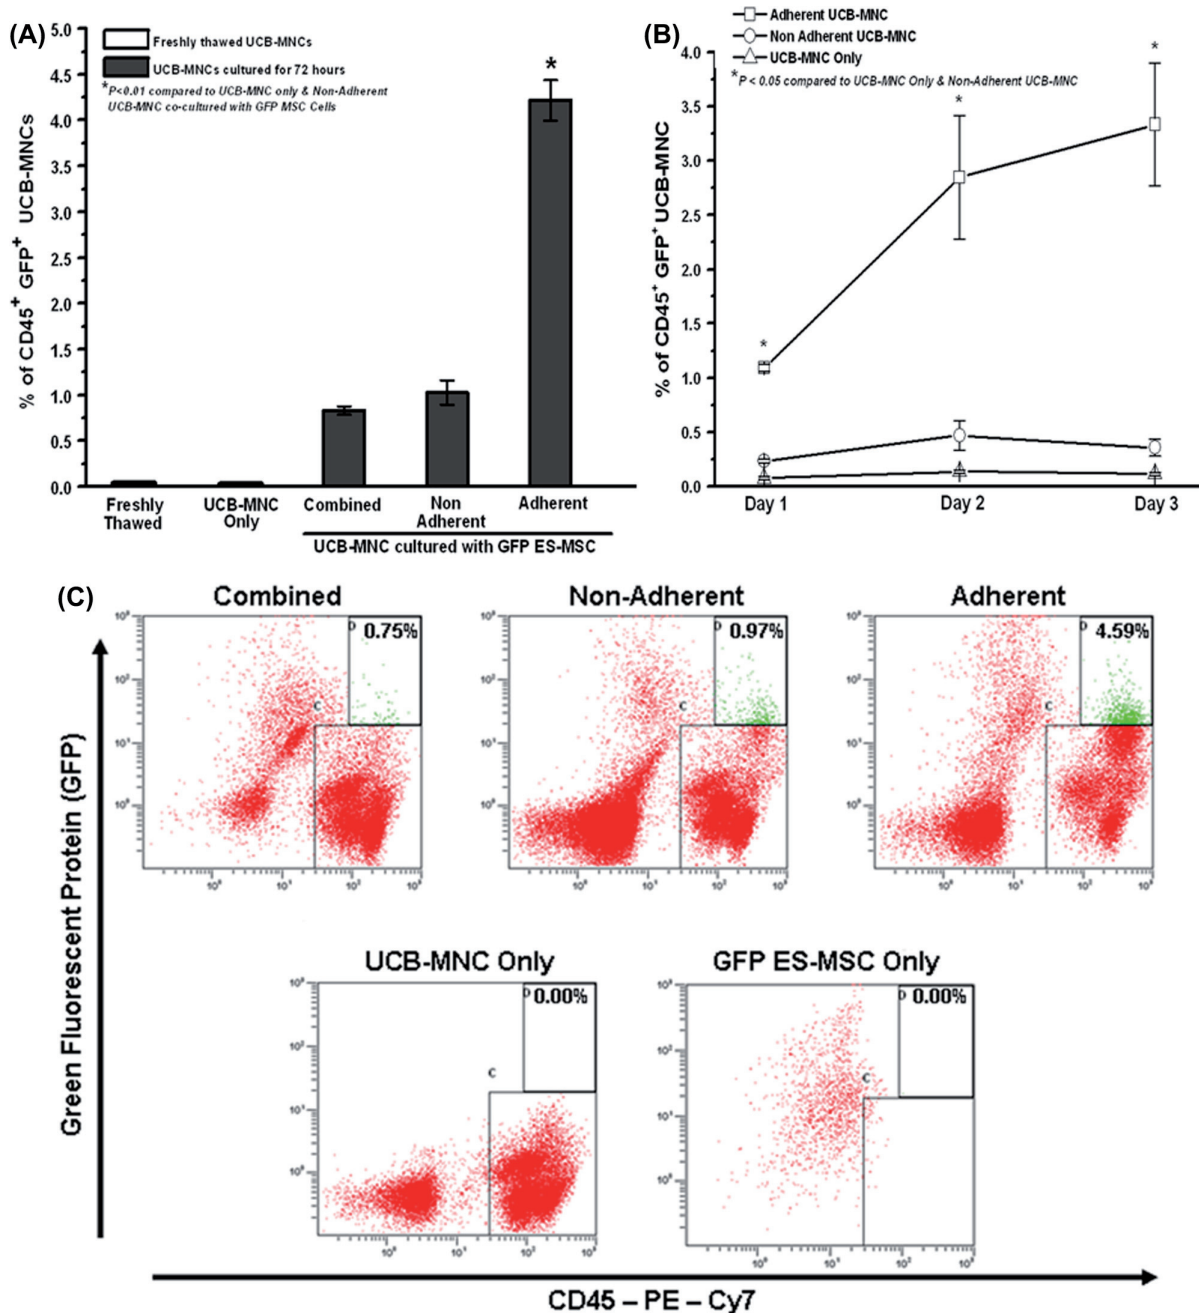 (A)
Freshly thawed UCB-MNCs
UCB-MNCs cultured for 72 hours
*P<0.01 compared to UCB-MNC only & Non-Adherent
UCB-MNC co-cultured with GFP MSC Cells
*
% of CD45+ GFP+ UCB-MNCs
5.0
4.5
4.0
3.5
3.0
2.5
2.0
1.5
1.0
0.5
0.0
Freshly
Thawed
UCB-MNC
Only
Combined
Non
Adherent
Adherent
UCB-MNC cultured with GFP ES-MSC
(B)
Adherent UCB-MNC
Non Adherent UCB-MNC
UCB-MNC Only
*P < 0.05 compared to UCB-MNC Only & Non-Adherent UCB-MNC
*
*
*
% of CD45+ GFP+ UCB-MNC
4.0
3.5
3.0
2.5
2.0
1.5
1.0
0.5
0.0
Day 1
Day 2
Day 3
(C)
Green Fluorescent Protein (GFP)
Combined
D
0.75%
C
Non-Adherent
D
0.97%
C
Adherent
D
4.59%
C
UCB-MNC Only
D
0.00%
C
GFP ES-MSC Only
D
0.00%
C
CD45 – PE – Cy7